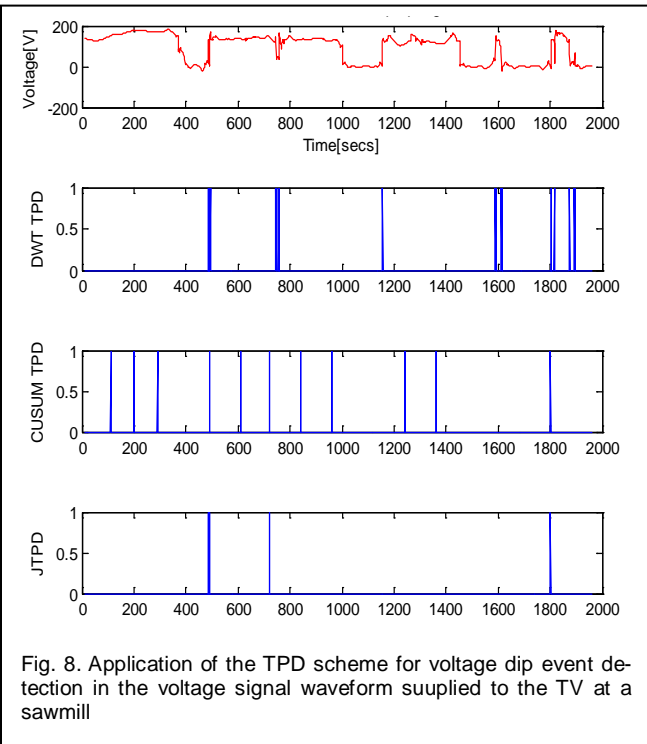 200
0
-200
Voltage[V]
0 200 400 600 800 1000 1200 1400 1600 1800 2000
Time[secs]
1
0.5
0
DWT TPD
0 200 400 600 800 1000 1200 1400 1600 1800 2000
1
0.5
0
CUSUM TPD
0 200 400 600 800 1000 1200 1400 1600 1800 2000
1
0.5
0
JTPD
0 200 400 600 800 1000 1200 1400 1600 1800 2000
Fig. 8. Application of the TPD scheme for voltage dip event de-
tection in the voltage signal waveform suuplied to the TV at a
sawmill